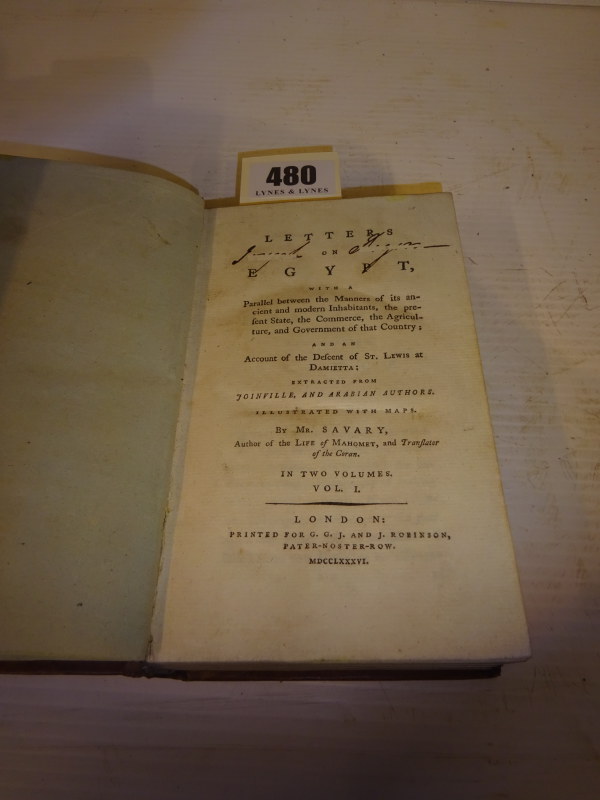 480
LYNES & LYNES
LETTERS
ON
EGYPT,
WITH A
Parallel between the Manners of its an-
cient and modern Inhabitants, the pre-
ſent State, the Commerce, the Agricul-
ture, and Government of that Country;
AND AN
Account of the Deſcent of ST. LEWIS at
DAMIETTA:
EXTRACTED FROM
JOINVILLE, AND ARABIAN AUTHORS.
ILLUSTRATED WITH MAPS.
BY MR. SAVARY,
Author of the LIFE of MAHOMET, and Tranſlator
of the Coran.
IN TWO VOLUMES.
VOL. I.
LONDON:
PRINTED FOR G. G. J. AND J. ROBINSON,
PATER-NOSTER-ROW.
MDCCLXXXVI.